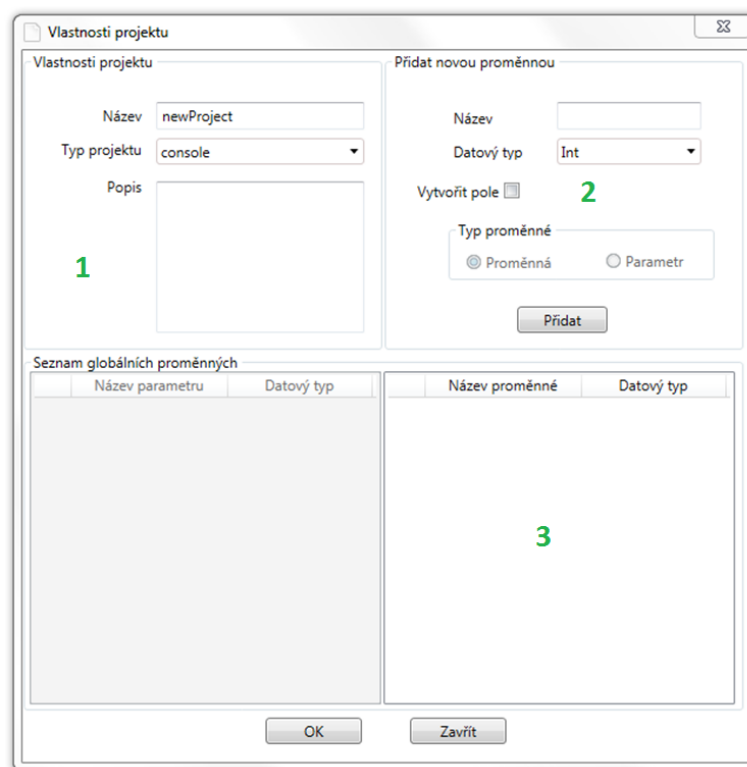 Vlastnosti projektu
Vlastnosti projektu
Název newProject
Typ projektu console
Popis
1
Přidat novou proměnnou
Název
Datový typ Int
Vytvořit pole 2
Typ proměnné
Proměnná Parametr
Přidat
Seznam globálních proměnných
Název parametru Datový typ
Název proměnné Datový typ
3
OK Zavřít